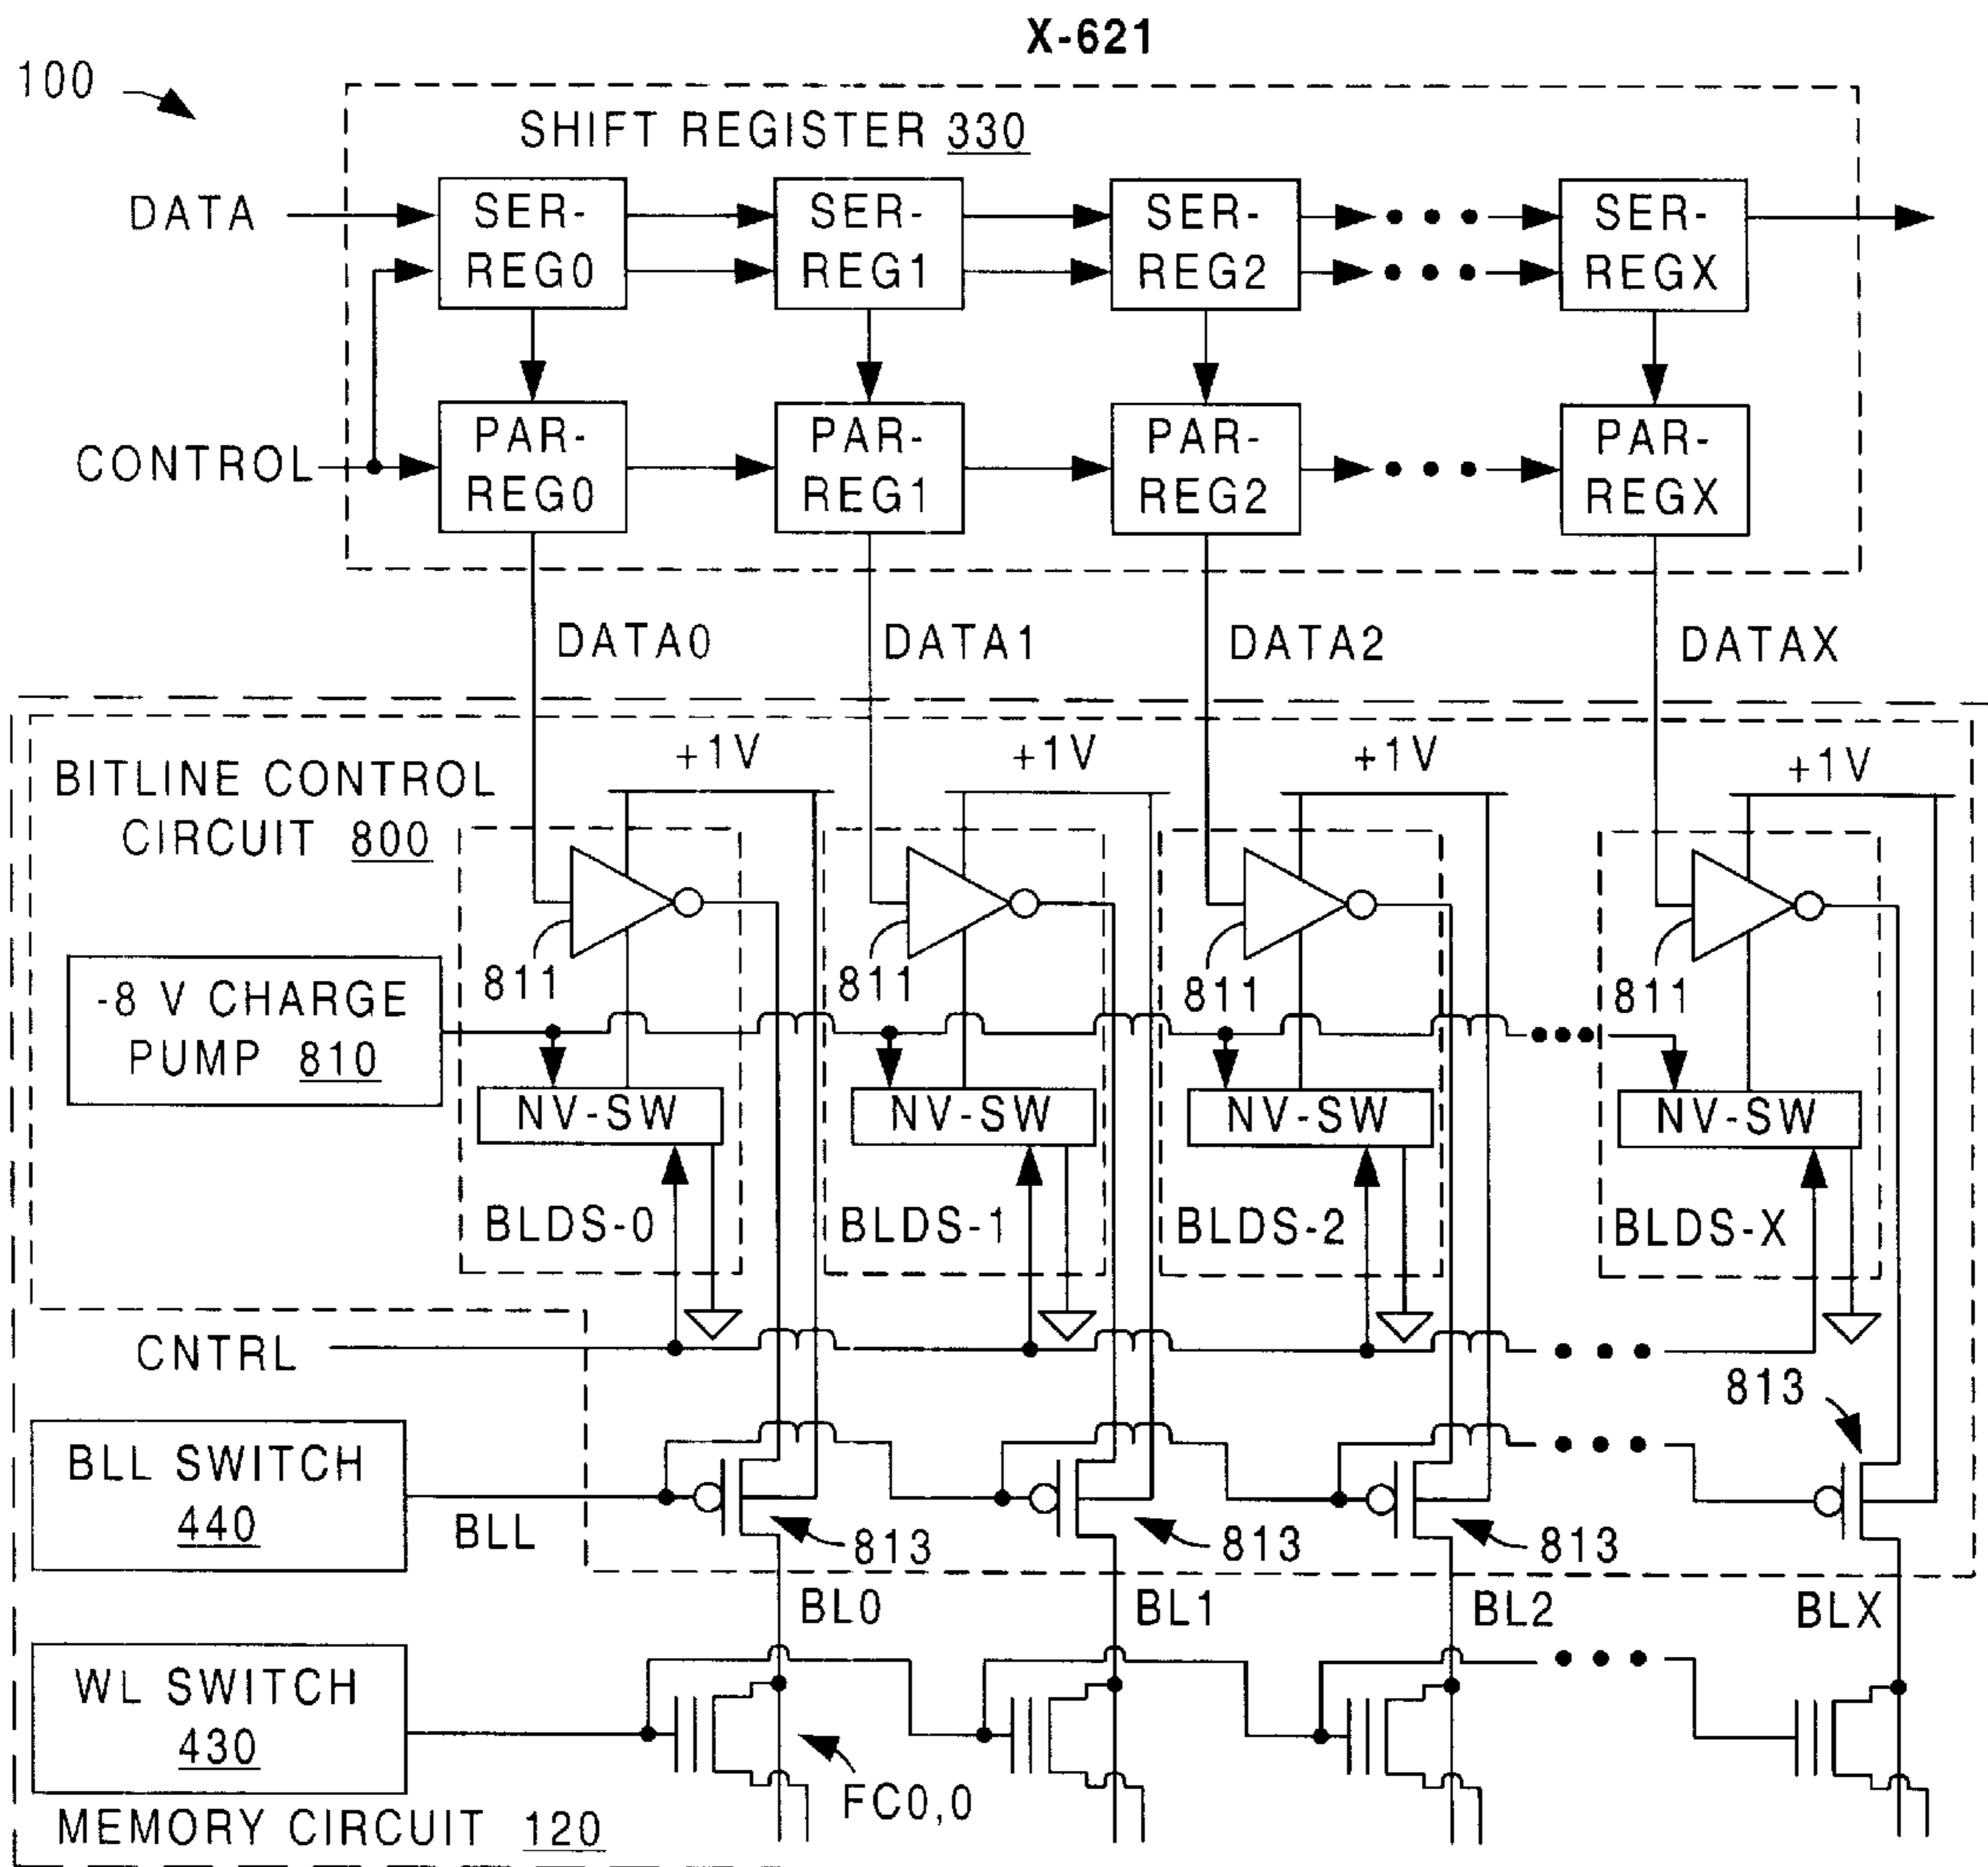 X-621
100
SHIFT REGISTER 330
DATA
SER-
REG0
SER-
REG1
SER-
REG2
SER-
REGX
CONTROL
PAR-
REG0
PAR-
REG1
PAR-
REG2
PAR-
REGX
DATA0
DATA1
DATA2
DATAX
BITLINE CONTROL
CIRCUIT 800
+1V
+1V
+1V
+1V
811
811
811
811
-8 V CHARGE
PUMP 810
NV-SW
NV-SW
NV-SW
NV-SW
BLDS-0
BLDS-1
BLDS-2
BLDS-X
CNTRL
813
BLL SWITCH
440
BLL
813
813
813
BL0
BL1
BL2
BLX
WL SWITCH
430
FC0,0
MEMORY CIRCUIT 120